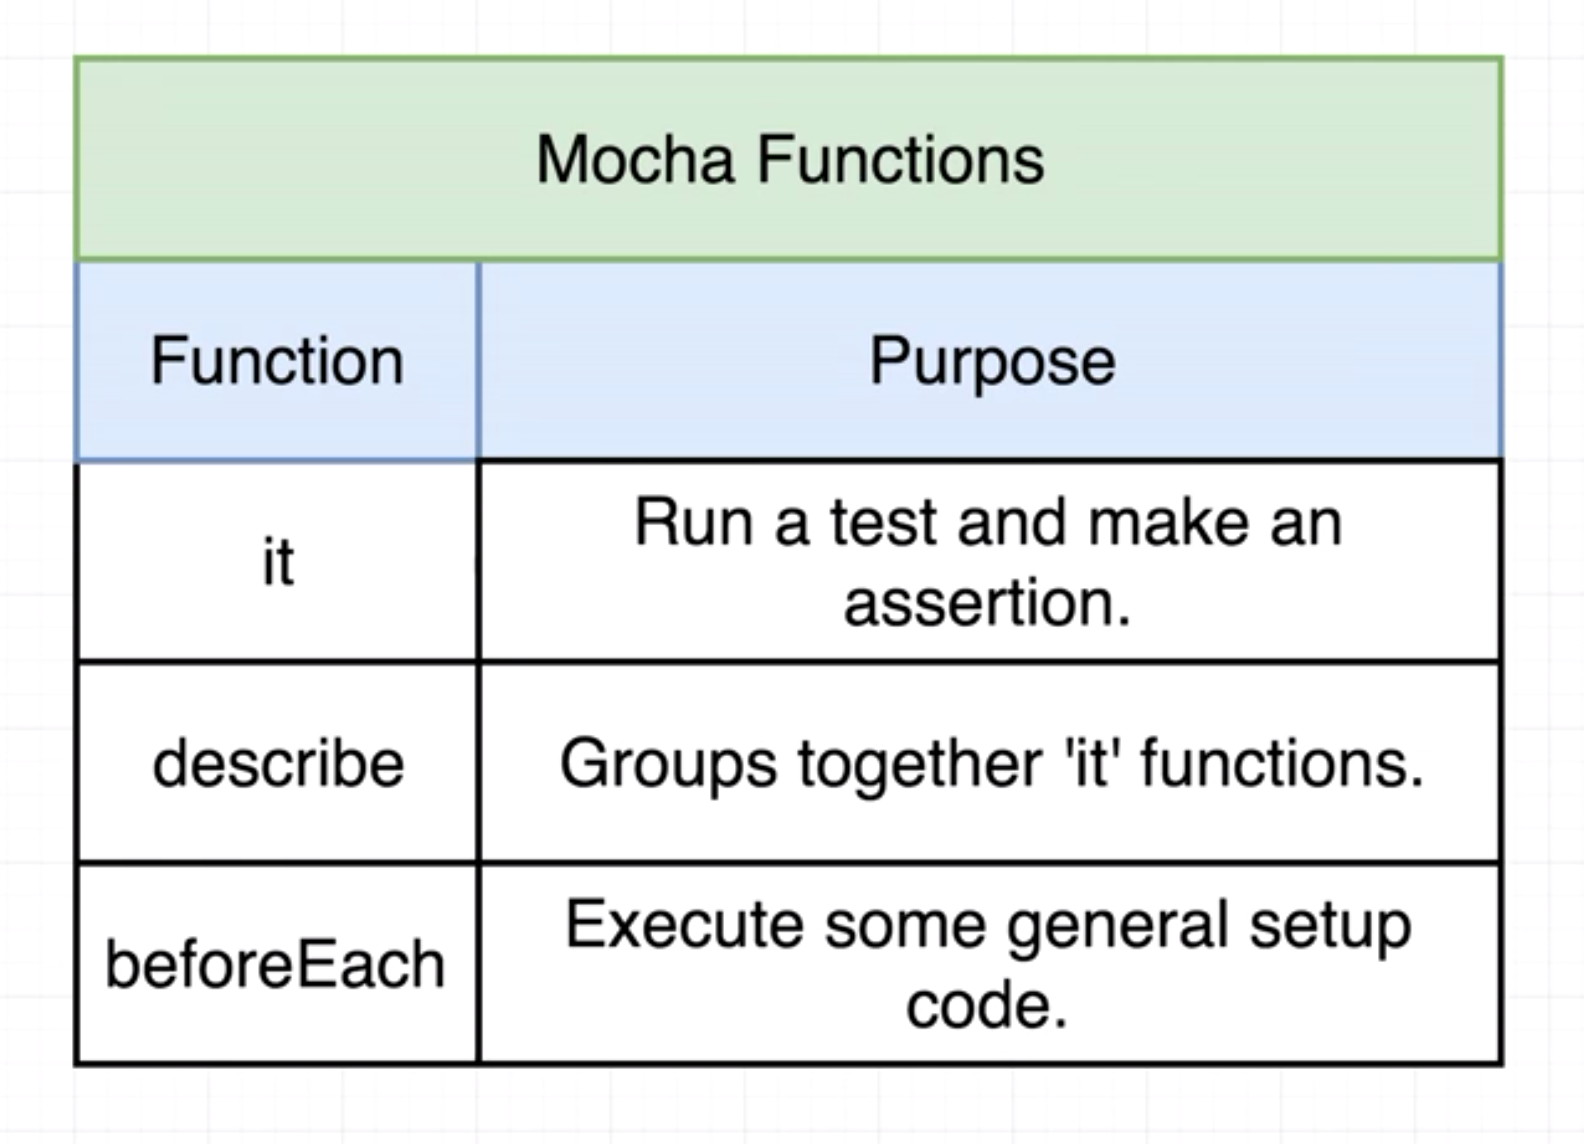 Mocha Functions
Function
Purpose
it
Run a test and make an
assertion.
describe
Groups together 'it' functions.
beforeEach
Execute some general setup
code.